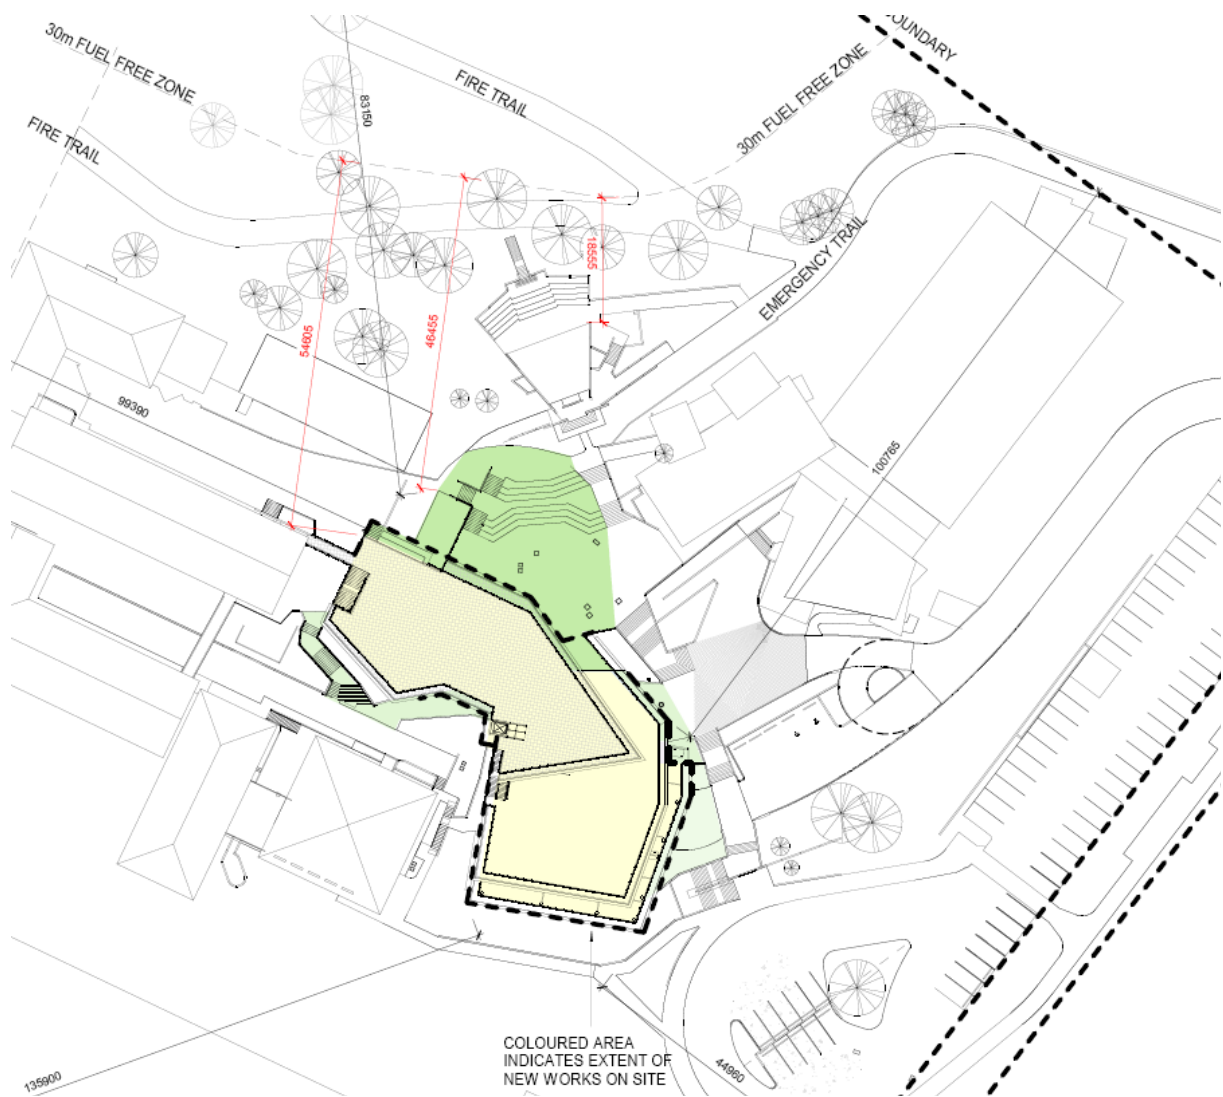 BOUNDARY
30m FUEL FREE ZONE
FIRE TRAIL
30m FUEL FREE ZONE
83150
FIRE TRAIL
18555
EMERGENCY TRAIL
54605
46455
99390
100765
COLOURED AREA
INDICATES EXTENT OF
NEW WORKS ON SITE
44960
135900